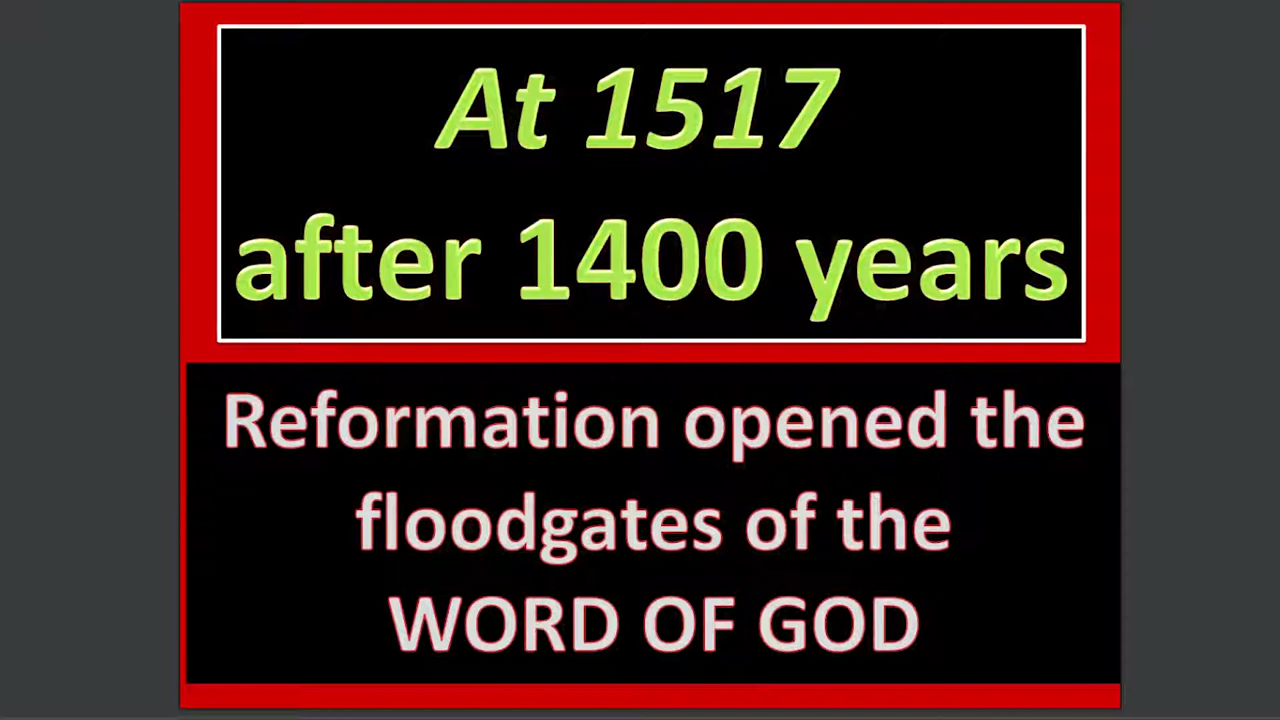 At 1517
after 1400 years
Reformation opened the
floodgates of the
WORD OF GOD